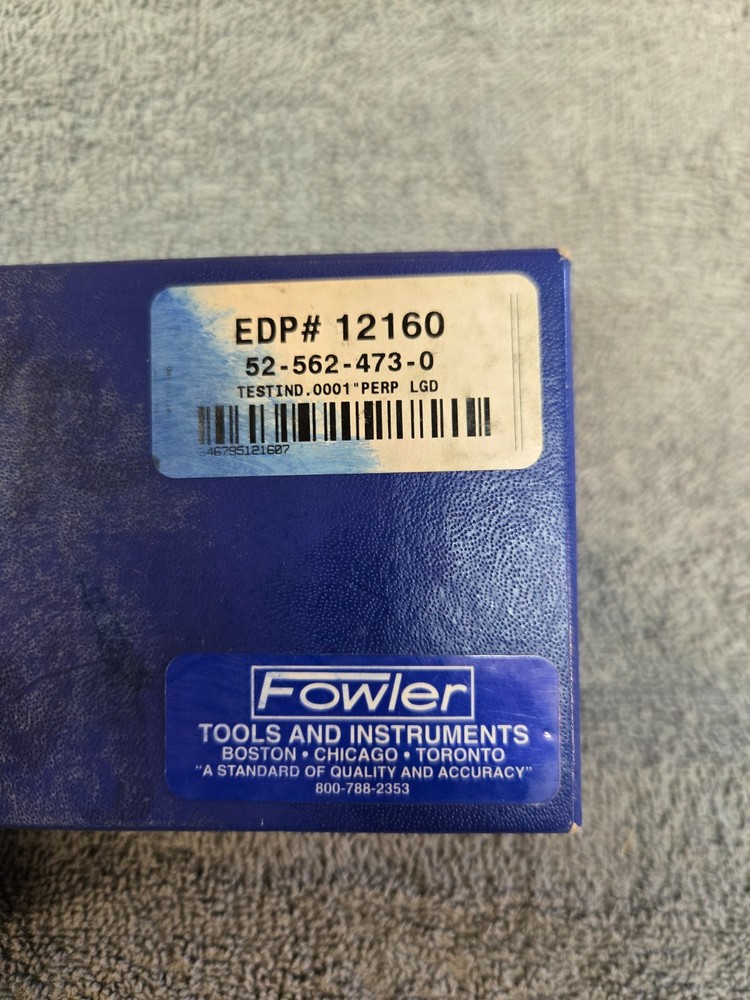 EDP# 12160
52-562-473-0
TESTIND.0001"PERP LGD
46795121607
Fowler
TOOLS AND INSTRUMENTS
BOSTON • CHICAGO • TORONTO
"A STANDARD OF QUALITY AND ACCURACY"
800-788-2353